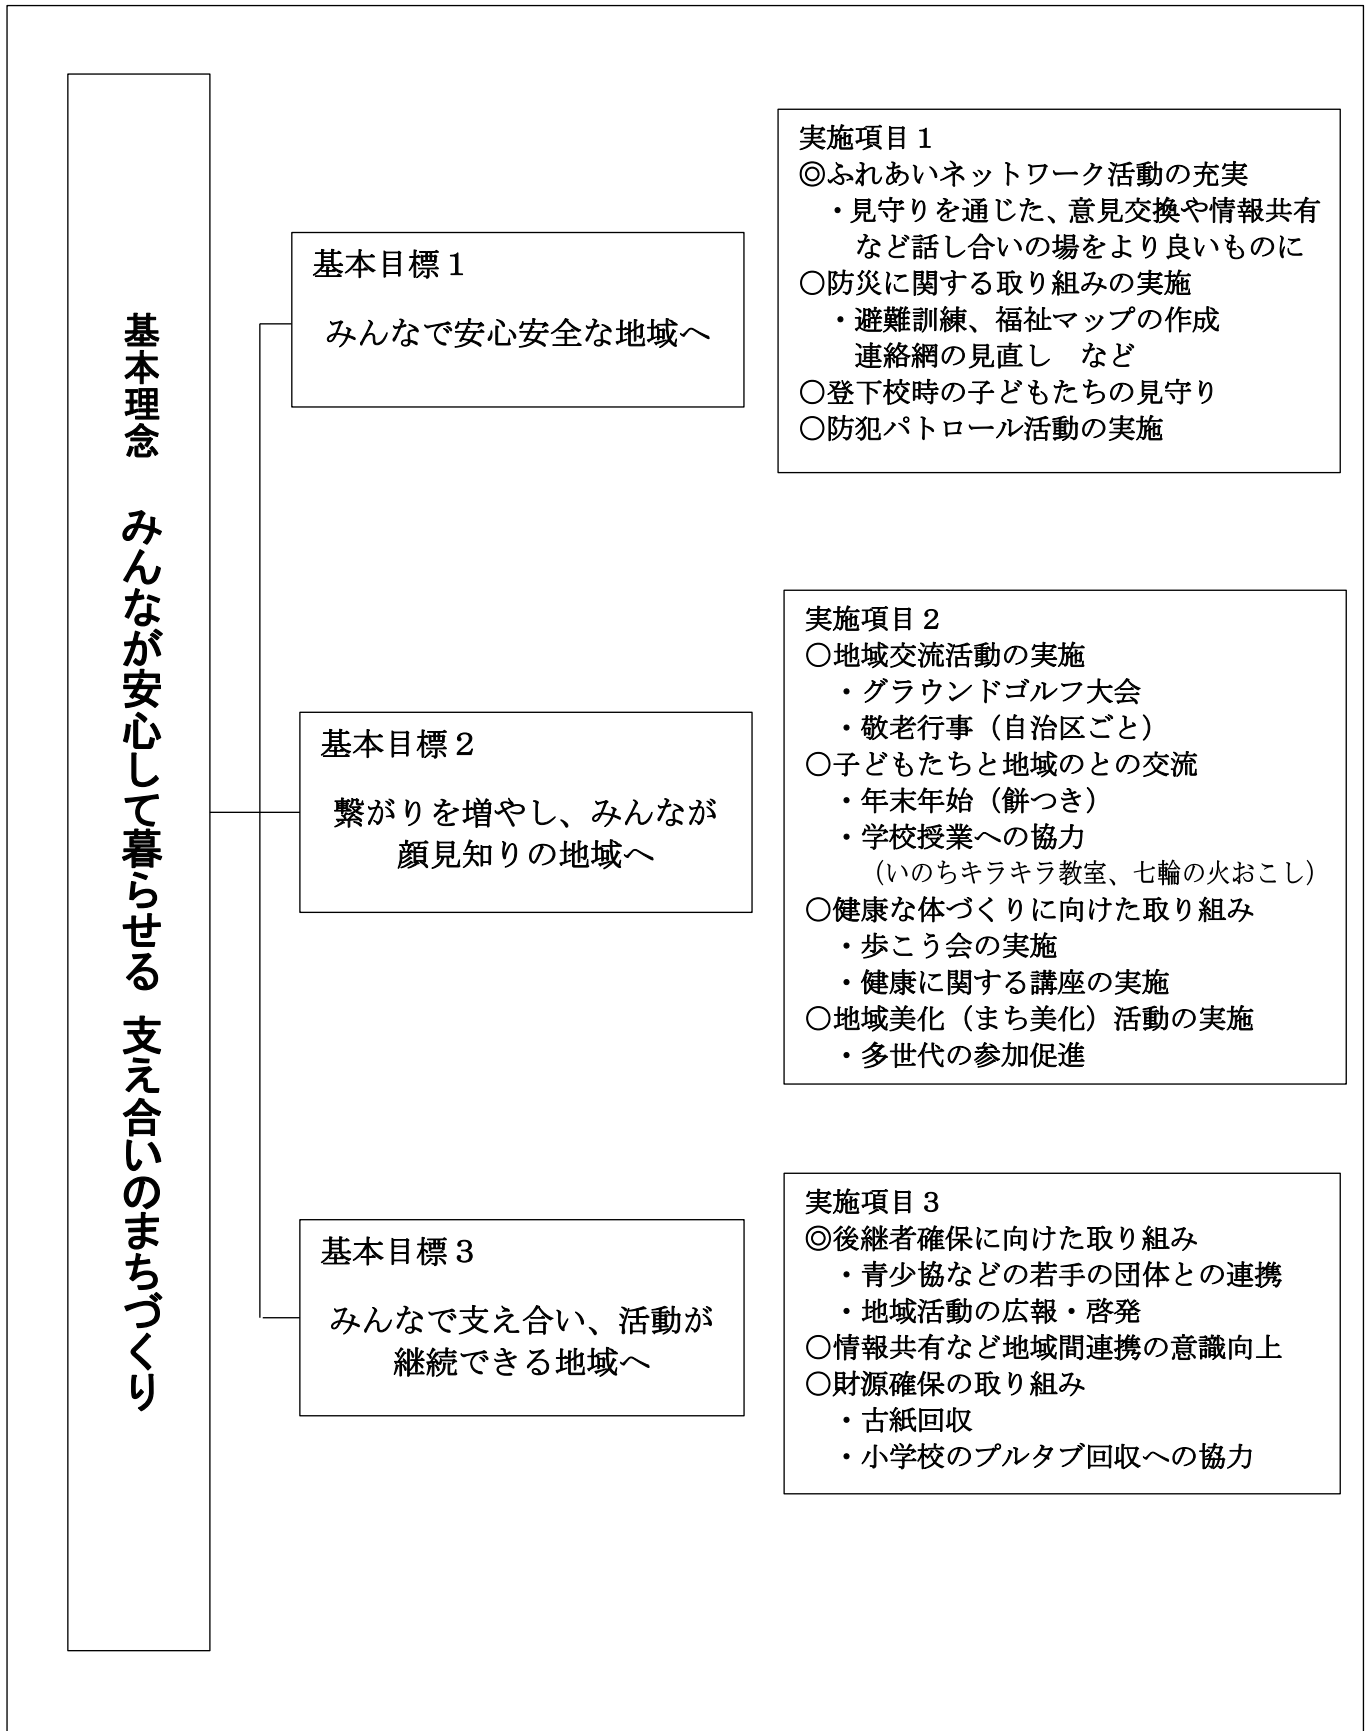 基本理念　みんなが安心して暮らせる 支え合いのまちづくり
基本目標１
みんなで安心安全な地域へ
実施項目１
◎ふれあいネットワーク活動の充実
・見守りを通じた、意見交換や情報共有
など話し合いの場をより良いものに
○防災に関する取り組みの実施
・避難訓練、福祉マップの作成
連絡網の見直し　など
○登下校時の子どもたちの見守り
○防犯パトロール活動の実施
基本目標２
繋がりを増やし、みんなが
顔見知りの地域へ
実施項目２
○地域交流活動の実施
・グラウンドゴルフ大会
・敬老行事（自治区ごと）
○子どもたちと地域のとの交流
・年末年始（餅つき）
・学校授業への協力
（いのちキラキラ教室、七輪の火おこし）
○健康な体づくりに向けた取り組み
・歩こう会の実施
・健康に関する講座の実施
○地域美化（まち美化）活動の実施
・多世代の参加促進
基本目標３
みんなで支え合い、活動が
継続できる地域へ
実施項目３
◎後継者確保に向けた取り組み
・青少協などの若手の団体との連携
・地域活動の広報・啓発
○情報共有など地域間連携の意識向上
○財源確保の取り組み
・古紙回収
・小学校のプルタブ回収への協力